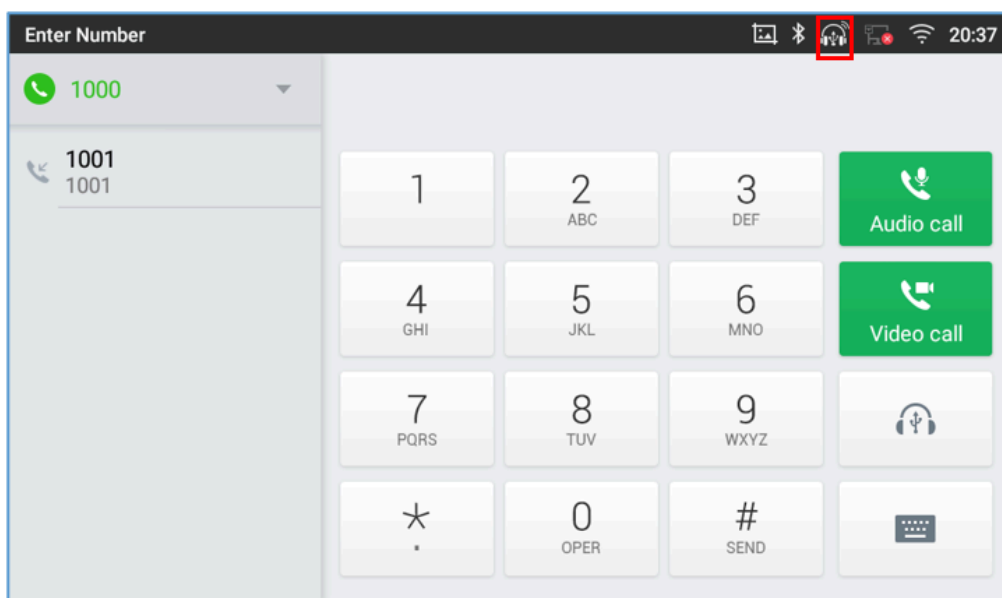 Enter Number
20:37
1000
1001
1001
1
2
ABC
3
DEF
Audio call
4
GHI
5
JKL
6
MNO
Video call
7
PQRS
8
TUV
9
WXYZ
*
.
0
OPER
#
SEND